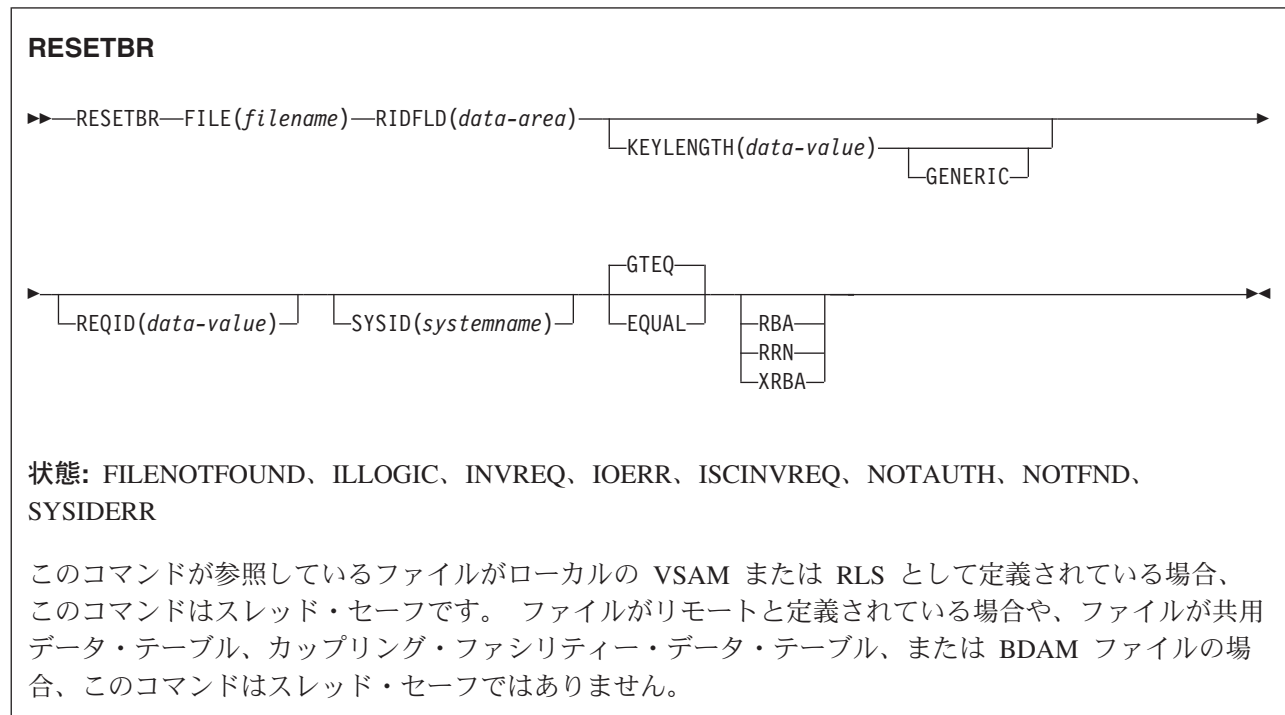 RESETBR
RESETBR FILE(filename) RIDFLD(data-area)
KEYLENGTH(data-value)
GENERIC
GTEQ
REQID(data-value) SYSID(systemname) EQUAL RBA
RRN
XRBA
状態: FILENOTFOUND、ILLOGIC、INVREQ、IOERR、ISCINVREQ、NOTAUTH、NOTFND、
SYSIDERR
このコマンドが参照しているファイルがローカルの VSAM または RLS として定義されている場合、
このコマンドはスレッド・セーフです。 ファイルがリモートと定義されている場合や、ファイルが共用
データ・テーブル、カップリング・ファシリティー・データ・テーブル、または BDAM ファイルの場
合、このコマンドはスレッド・セーフではありません。